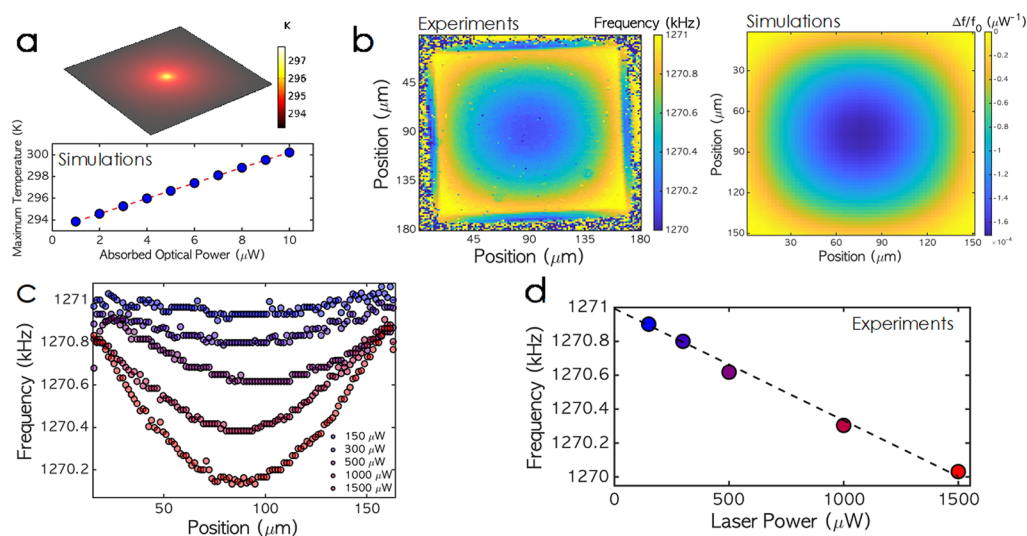 a
K
297
296
295
294
Maximum Temperature (K)
300
298
296
294
Simulations
0 2 4 6 8 10
Absorbed Optical Power (μW)
b
Experiments
Frequency (kHz)
Position (μm)
45
90
135
180
45 90 135 180
Position (μm)
1271
1270.8
1270.6
1270.4
1270.2
1270
Simulations
Δf/f₀ (μW⁻¹)
Position (μm)
30
60
90
120
150
30 60 90 120 150
Position (μm)
0
-0.2
-0.4
-0.6
-0.8
-1
-1.2
-1.4
-1.6
×10⁻⁴
c
Frequency (kHz)
1271
1270.8
1270.6
1270.4
1270.2
150 μW
300 μW
500 μW
1000 μW
1500 μW
50 100 150
Position (μm)
d
Frequency (kHz)
1271
1270.8
1270.6
1270.4
1270.2
1270
Experiments
0 500 1000 1500
Laser Power (μW)